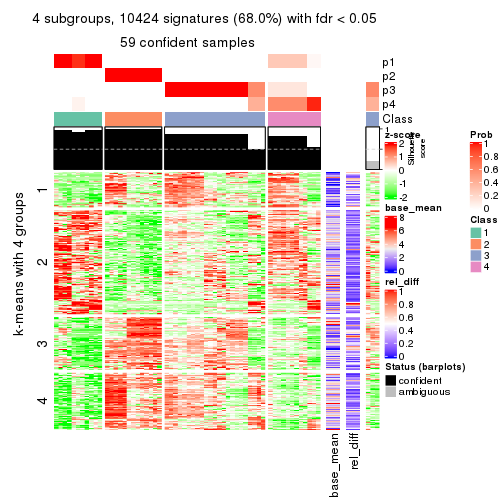 4 subgroups, 10424 signatures (68.0%) with fdr < 0.05
59 confident samples
p1
p2
p3
p4
Class
1
Silhouette
score
k-means with 4 groups
1
2
3
4
base_mean
rel_diff
z-score
2
1
0
-1
-2
base_mean
8
6
4
2
0
rel_diff
1
0.8
0.6
0.4
0.2
0
Status (barplots)
confident
ambiguous
Prob
1
0.8
0.6
0.4
0.2
0
Class
1
2
3
4